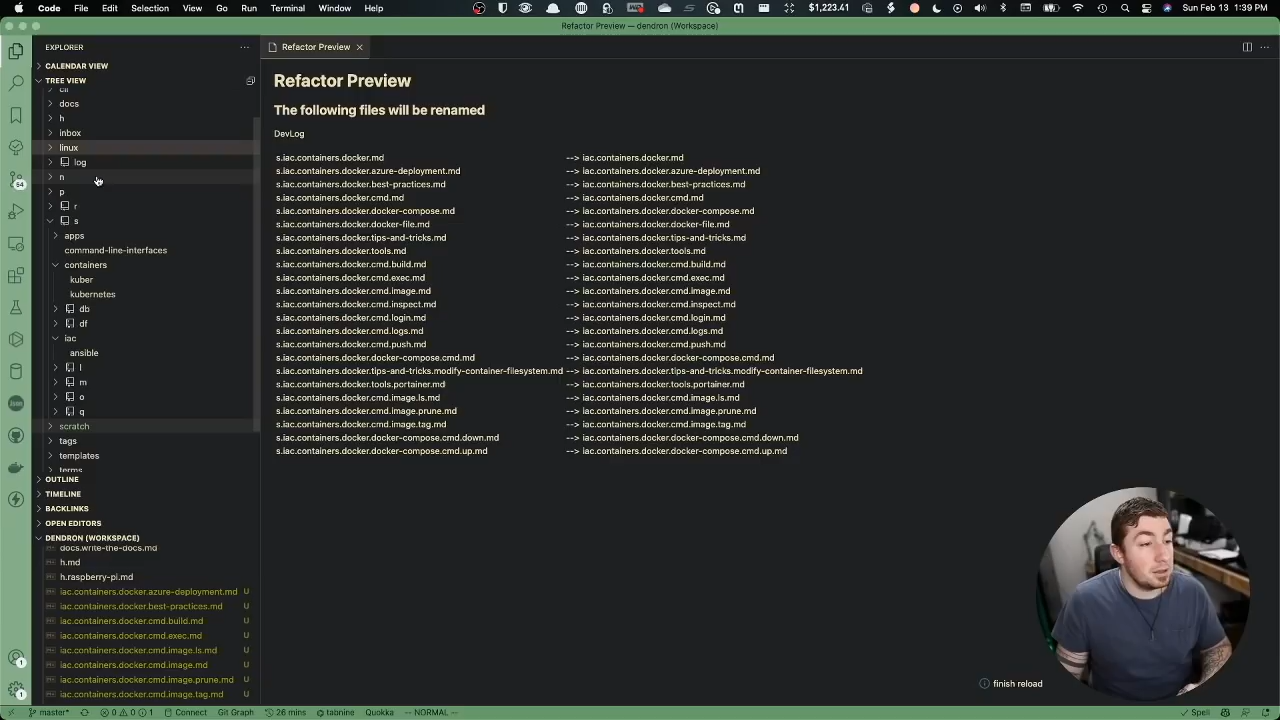 Code File Edit Selection View Go Run Terminal Window Help $1,223.41 Sun Feb 13 1:39 PM
Refactor Preview — dendron (Workspace)
EXPLORER
Refactor Preview
CALENDAR VIEW
TREE VIEW
cli
docs
h
inbox
linux
log
n
p
r
s
apps
command-line-interfaces
containers
kuber
kubernetes
db
df
iac
ansible
l
m
o
q
scratch
tags
templates
terms
OUTLINE
TIMELINE
BACKLINKS
OPEN EDITORS
DENDRON (WORKSPACE)
docs.write-the-docs.md
h.md
h.raspberry-pi.md
iac.containers.docker.azure-deployment.md U
iac.containers.docker.best-practices.md U
iac.containers.docker.cmd.build.md U
iac.containers.docker.cmd.exec.md U
iac.containers.docker.cmd.image.ls.md U
iac.containers.docker.cmd.image.md U
iac.containers.docker.cmd.image.prune.md U
iac.containers.docker.cmd.image.tag.md U
54
1
1
Refactor Preview
The following files will be renamed
DevLog
s.iac.containers.docker.md --> iac.containers.docker.md
s.iac.containers.docker.azure-deployment.md --> iac.containers.docker.azure-deployment.md
s.iac.containers.docker.best-practices.md --> iac.containers.docker.best-practices.md
s.iac.containers.docker.cmd.md --> iac.containers.docker.cmd.md
s.iac.containers.docker.docker-compose.md --> iac.containers.docker.docker-compose.md
s.iac.containers.docker.docker-file.md --> iac.containers.docker.docker-file.md
s.iac.containers.docker.tips-and-tricks.md --> iac.containers.docker.tips-and-tricks.md
s.iac.containers.docker.tools.md --> iac.containers.docker.tools.md
s.iac.containers.docker.cmd.build.md --> iac.containers.docker.cmd.build.md
s.iac.containers.docker.cmd.exec.md --> iac.containers.docker.cmd.exec.md
s.iac.containers.docker.cmd.image.md --> iac.containers.docker.cmd.image.md
s.iac.containers.docker.cmd.inspect.md --> iac.containers.docker.cmd.inspect.md
s.iac.containers.docker.cmd.login.md --> iac.containers.docker.cmd.login.md
s.iac.containers.docker.cmd.logs.md --> iac.containers.docker.cmd.logs.md
s.iac.containers.docker.cmd.push.md --> iac.containers.docker.cmd.push.md
s.iac.containers.docker.docker-compose.cmd.md --> iac.containers.docker.docker-compose.cmd.md
s.iac.containers.docker.tips-and-tricks.modify-container-filesystem.md --> iac.containers.docker.tips-and-tricks.modify-container-filesystem.md
s.iac.containers.docker.tools.portainer.md --> iac.containers.docker.tools.portainer.md
s.iac.containers.docker.cmd.image.ls.md --> iac.containers.docker.cmd.image.ls.md
s.iac.containers.docker.cmd.image.prune.md --> iac.containers.docker.cmd.image.prune.md
s.iac.containers.docker.cmd.image.tag.md --> iac.containers.docker.cmd.image.tag.md
s.iac.containers.docker.docker-compose.cmd.down.md --> iac.containers.docker.docker-compose.cmd.down.md
s.iac.containers.docker.docker-compose.cmd.up.md --> iac.containers.docker.docker-compose.cmd.up.md
finish reload
master* 0 0 1 Connect Git Graph 26 mins tabnine Quokka -- NORMAL -- Spell